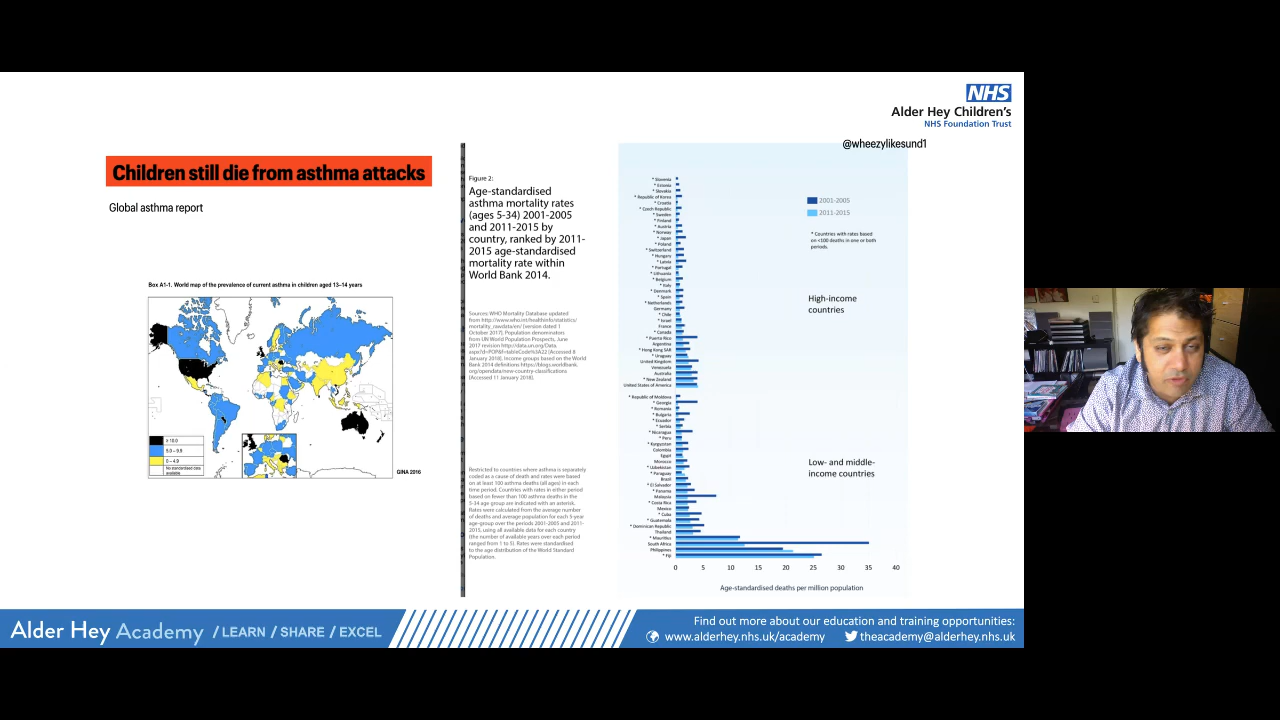 NHS
Alder Hey Children's
NHS Foundation Trust
@wheezylikesund1
Children still die from asthma attacks
Global asthma report
Box A1-1. World map of the prevalence of current asthma in children aged 13–14 years
≥ 10.0
5.0 – 9.9
0 – 4.9
No standardised data
available
GINA 2016
Figure 2:
Age-standardised
asthma mortality rates
(ages 5-34) 2001-2005
and 2011-2015 by
country, ranked by 2011-
2015 age-standardised
mortality rate within
World Bank 2014.
Sources: WHO Mortality Database updated
from http://www.who.int/healthinfo/statistics/
mortality_rawdata/en/ (version dated 1
October 2017). Population denominators
from UN World Population Prospects, June
2017 revision http://data.un.org/Data.
aspx?d=POP&f=tableCode%3A22 (Accessed 8
January 2018). Income groups based on the World
Bank 2014 definitions https://blogs.worldbank.
org/opendata/new-country-classifications
(Accessed 11 January 2018).
Restricted to countries where asthma is separately
coded as a cause of death and rates were based
on at least 100 asthma deaths (all ages) in each
time period. Countries with rates in either period
based on fewer than 100 asthma deaths in the
5-34 age group are indicated with an asterisk.
Rates were calculated from the average number
of deaths and average population for each 5-year
age-group over the periods 2001-2005 and 2011-
2015, using all available data for each country
(the number of available years over each period
ranged from 1 to 5). Rates were standardised
to the age distribution of the World Standard
Population.
* Slovenia
* Estonia
* Slovakia
* Republic of Korea
* Croatia
* Czech Republic
* Sweden
* Finland
* Austria
* Norway
* Japan
* Poland
* Switzerland
* Hungary
* Latvia
* Portugal
* Lithuania
* Belgium
* Italy
* Denmark
* Spain
* Netherlands
Germany
* Chile
* Israel
France
* Canada
* Puerto Rico
Argentina
* Hong Kong SAR
* Uruguay
United Kingdom
Venezuela
Australia
* New Zealand
United States of America
* Republic of Moldova
* Georgia
* Romania
* Bulgaria
* Ecuador
* Serbia
* Nicaragua
* Peru
* Kyrgyzstan
Colombia
Egypt
Morocco
* Uzbekistan
* Paraguay
Brazil
* El Salvador
* Panama
Malaysia
* Costa Rica
Mexico
* Cuba
* Guatemala
* Dominican Republic
Thailand
* Mauritius
South Africa
Philippines
* Fiji
2001-2005
2011-2015
* Countries with rates based
on <100 deaths in one or both
periods.
High-income
countries
Low- and middle-
income countries
0 5 10 15 20 25 30 35 40
Age-standardised deaths per million population
Alder Hey Academy / LEARN / SHARE / EXCEL
Find out more about our education and training opportunities:
www.alderhey.nhs.uk/academy theacademy@alderhey.nhs.uk